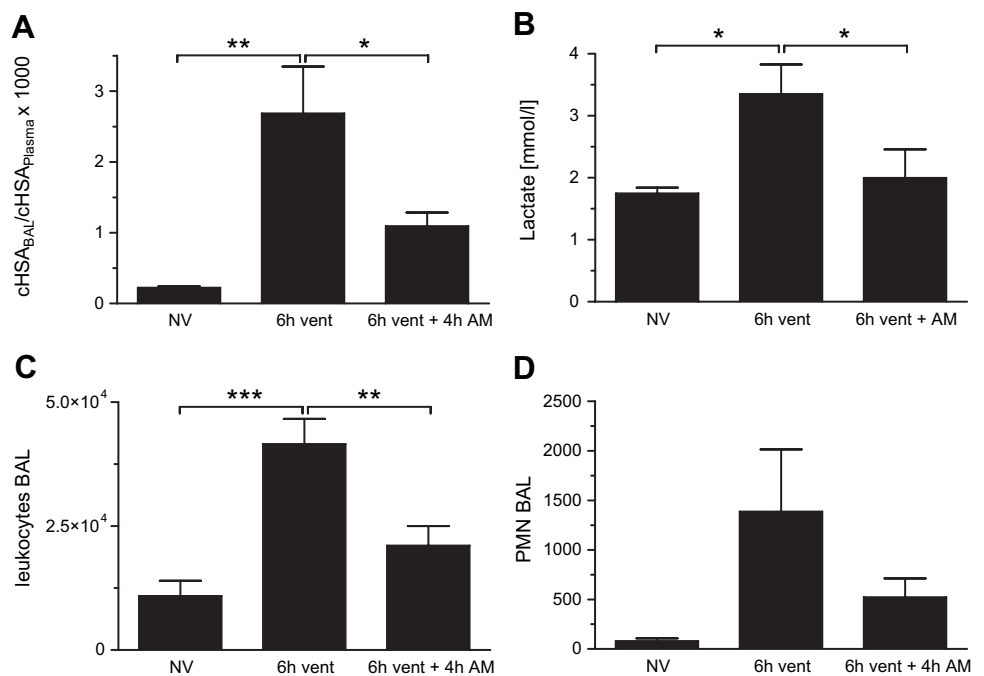 A
** *
cHSA_BAL/cHSA_Plasma x 1000
3
2
1
0
NV 6h vent 6h vent + 4h AM
B
* *
Lactate [mmol/l]
4
3
2
1
0
NV 6h vent 6h vent + AM
C
*** **
leukocytes BAL
5.0×10⁴
2.5×10⁴
0
NV 6h vent 6h vent + 4h AM
D
PMN BAL
2500
2000
1500
1000
500
0
NV 6h vent 6h vent + 4h AM